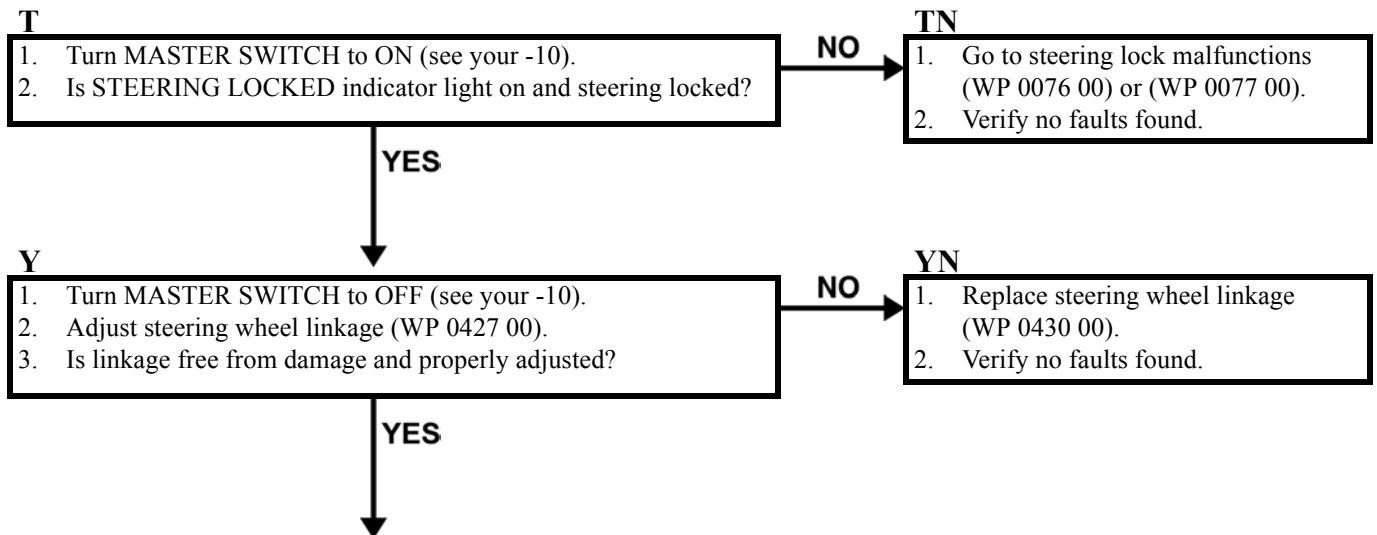 T
1. Turn MASTER SWITCH to ON (see your -10).
2. Is STEERING LOCKED indicator light on and steering locked?
NO
TN
1. Go to steering lock malfunctions
(WP 0076 00) or (WP 0077 00).
2. Verify no faults found.
YES
Y
1. Turn MASTER SWITCH to OFF (see your -10).
2. Adjust steering wheel linkage (WP 0427 00).
3. Is linkage free from damage and properly adjusted?
NO
YN
1. Replace steering wheel linkage
(WP 0430 00).
2. Verify no faults found.
YES